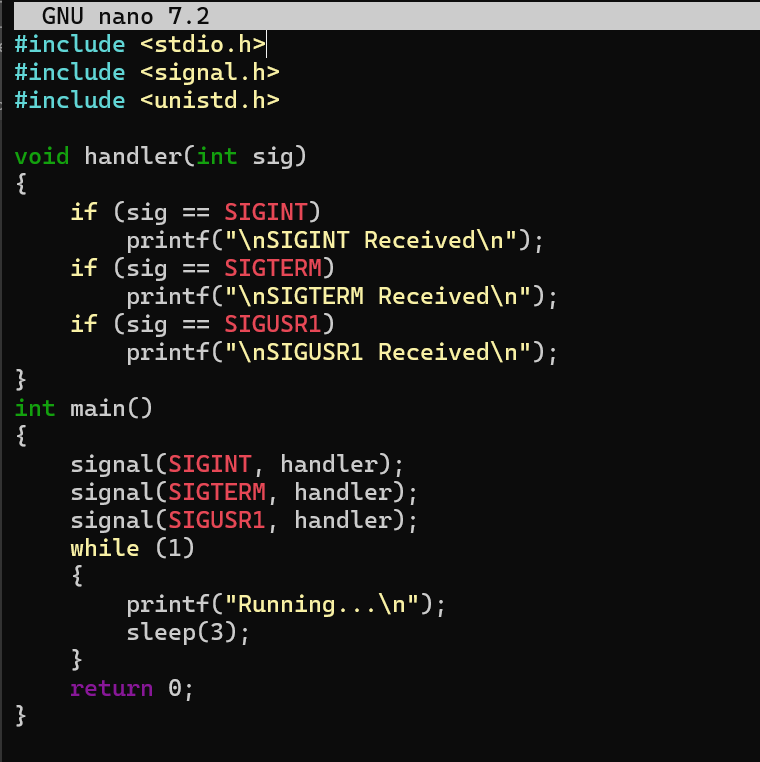 GNU nano 7.2
#include <stdio.h>
#include <signal.h>
#include <unistd.h>

void handler(int sig)
{
    if (sig == SIGINT)
        printf("\nSIGINT Received\n");
    if (sig == SIGTERM)
        printf("\nSIGTERM Received\n");
    if (sig == SIGUSR1)
        printf("\nSIGUSR1 Received\n");
}
int main()
{
    signal(SIGINT, handler);
    signal(SIGTERM, handler);
    signal(SIGUSR1, handler);
    while (1)
    {
        printf("Running...\n");
        sleep(3);
    }
    return 0;
}